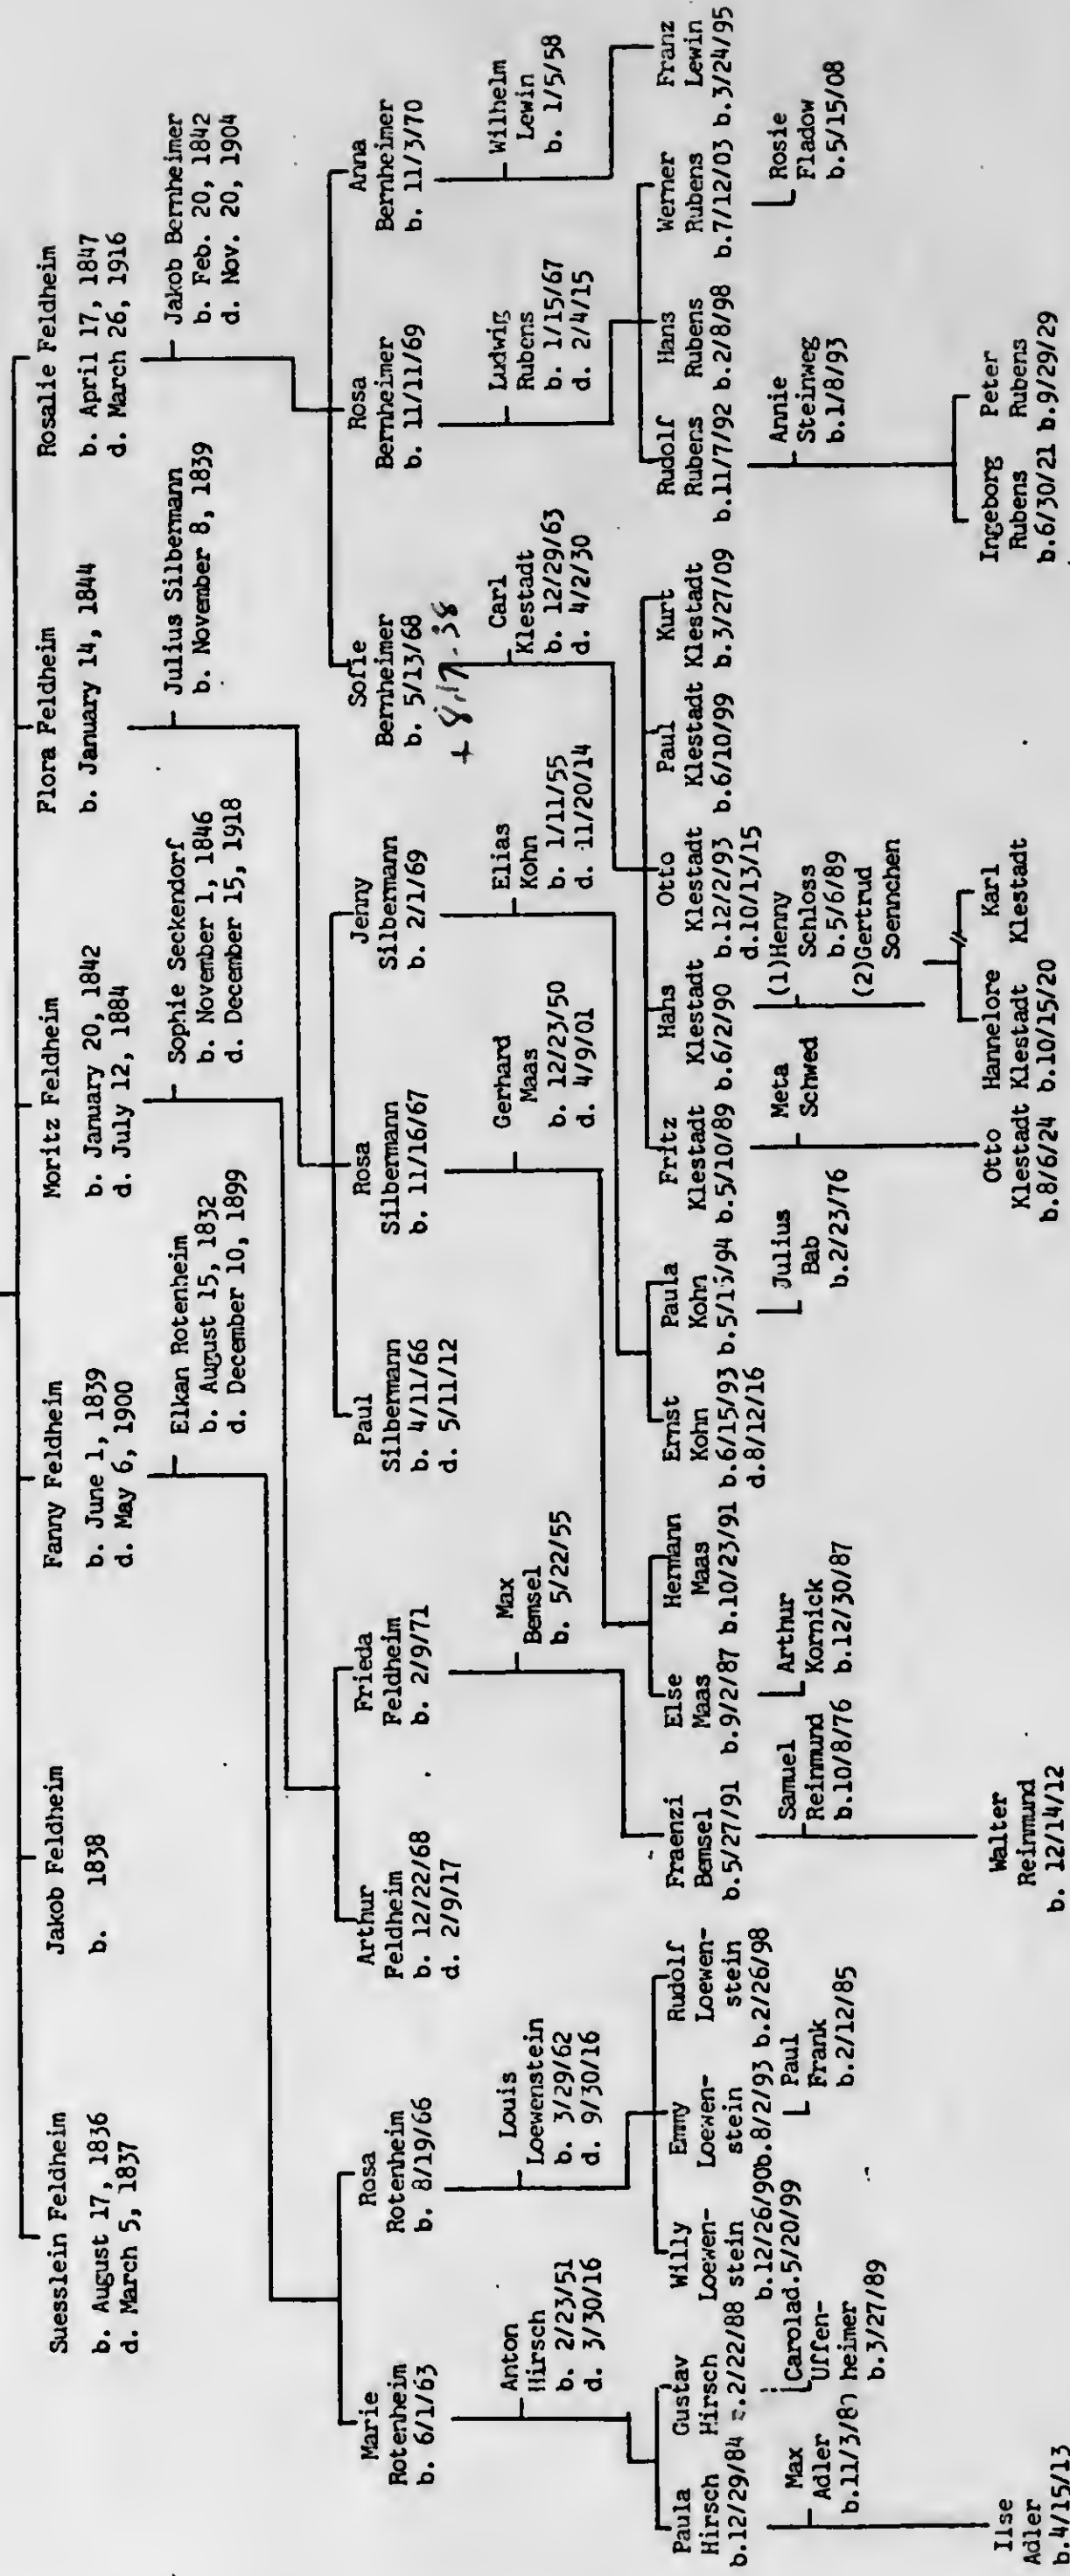 Suesslein Feldheim
b. August 17, 1836
d. March 5, 1837
Jakob Feldheim
b. 1838
Fanny Feldheim
b. June 1, 1839
d. May 6, 1900
Moritz Feldheim
b. January 20, 1842
d. July 12, 1884
Flora Feldheim
b. January 14, 1844
Rosalie Feldheim
b. April 17, 1847
d. March 26, 1916
Elkan Rotenheim
b. August 15, 1832
d. December 10, 1899
Sophie Seckendorf
b. November 1, 1846
d. December 15, 1918
Julius Silbermann
b. November 8, 1839
Jakob Bernheimer
b. Feb. 20, 1842
d. Nov. 20, 1904
Marie
Rotenheim
b. 6/1/63
Rosa
Rotenheim
b. 8/19/66
Arthur
Feldheim
b. 12/22/68
d. 2/9/17
Frieda
Feldheim
b. 2/9/71
Paul
Silbermann
b. 4/11/66
d. 5/11/12
Rosa
Silbermann
b. 11/16/67
Jenny
Silbermann
b. 2/1/69
Sofie
Bernheimer
b. 5/13/68
+ 8.17.38
Rosa
Bernheimer
b. 11/11/69
Anna
Bernheimer
b. 11/3/70
Anton
Hirsch
b. 2/23/51
d. 3/30/16
Louis
Loewenstein
b. 3/29/62
d. 9/30/16
Max
Bemsel
b. 5/22/55
Gerhard
Maas
b. 12/23/50
d. 4/9/01
Elias
Kohn
b. 1/11/55
d. 11/20/14
Carl
Klestadt
b. 12/29/63
d. 4/2/30
Ludwig
Rubens
b. 1/15/67
d. 2/4/15
Wilhelm
Lewin
b. 1/5/58
Paula
Hirsch
b.12/29/84
Gustav
Hirsch
2/22/88
Willy
Loewen-
stein
b.12/26/90
d.5/20/99
Emmy
Loewen-
stein
b.8/2/93
Rudolf
Loewen-
stein
b.2/26/98
Fraenzi
Bemsel
b.5/27/91
Else
Maas
b.9/2/87
Hermann
Maas
b.10/23/91
Ernst
Kohn
b.6/15/93
d.8/12/16
Paula
Kohn
Fritz
Klestadt
b.5/10/89
Hans
Klestadt
b.6/2/90
Otto
Klestadt
b.12/2/93
d.10/13/15
Paul
Klestadt
b.6/10/99
Kurt
Klestadt
b.3/27/09
Rudolf
Rubens
b.11/7/92
Hans
Rubens
b.2/8/98
Werner
Rubens
b.7/12/03
Franz
Lewin
b.3/24/95
Max
Adler
Carola
Uffen-
heimer
b.3/27/89
Paul
Frank
b.2/12/85
Samuel
Reinmund
b.10/8/76
Arthur
Kornick
b.12/30/87
Julius
Bab
b.2/23/76
Meta
Schwed
(1)Henny
Schloss
b.5/6/89
(2)Gertrud
Soennchen
Annie
Steinweg
b.1/8/93
Rosie
Fladow
b.5/15/08
Ilse
Adler
b.4/15/13
Walter
Reinmund
b. 12/14/12
Otto
Klestadt
b.8/6/24
Hannelore
Klestadt
b.10/15/20
Karl
Klestadt
Ingeborg
Rubens
b.6/30/21
Peter
Rubens
b.9/29/29